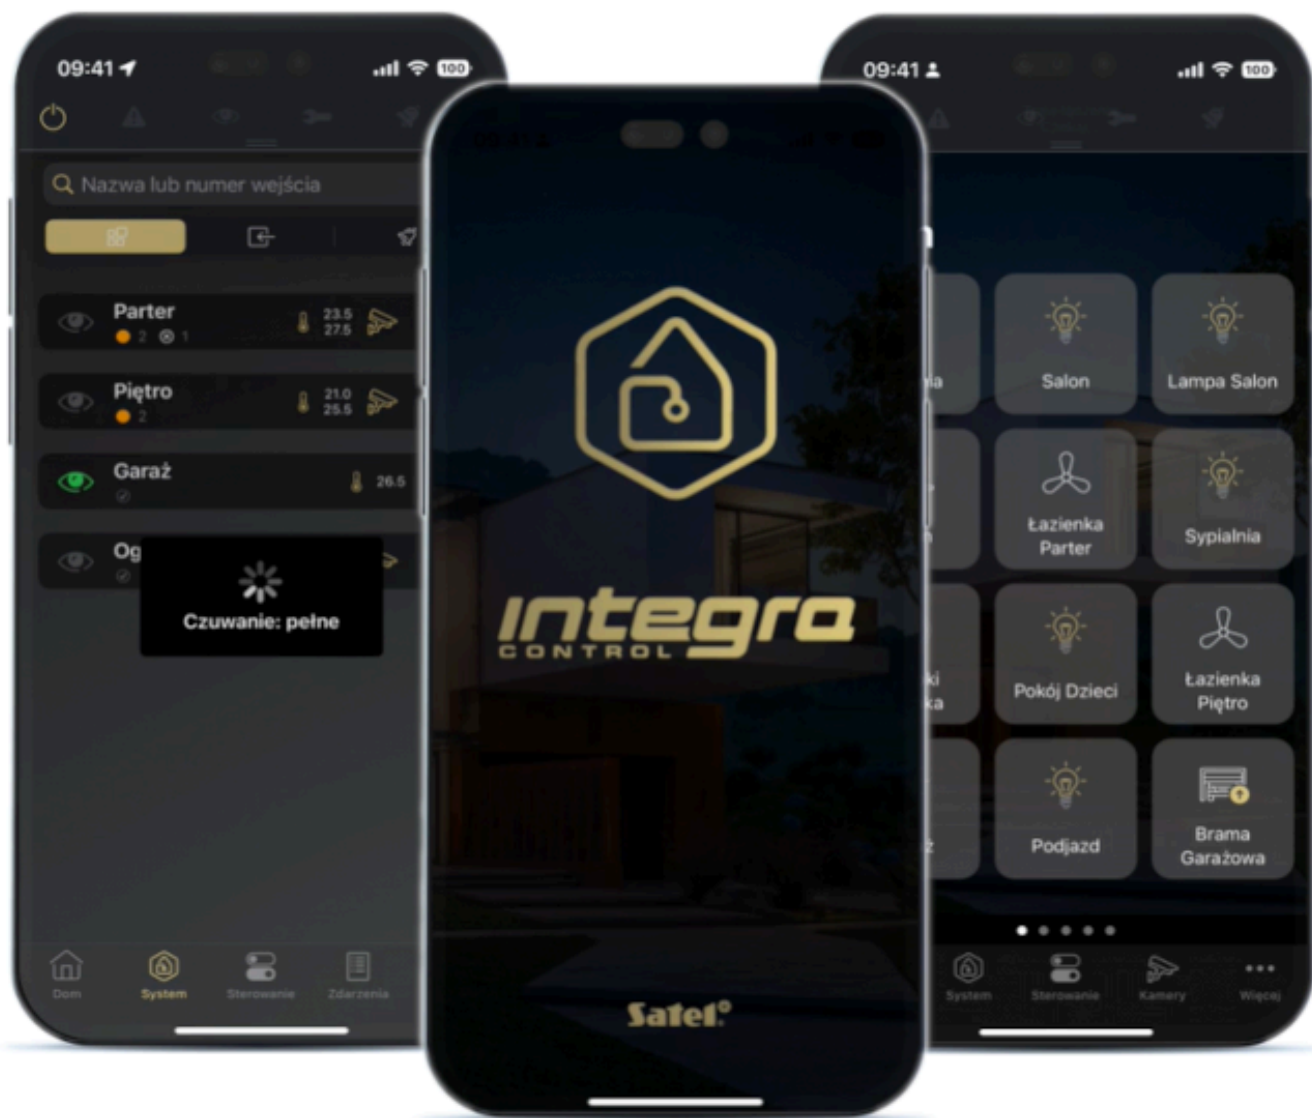 09:41
100
Nazwa lub numer wejścia
Parter
2 1
23.5
27.5
Piętro
2
21.0
25.5
Garaż
26.5
Og
Czuwanie: pełne
Dom
System
Sterowanie
Zdarzenia
integra
CONTROL
Satel
09:41
100
Salon
Lampa Salon
Łazienka
Parter
Sypialnia
Pokój Dzieci
Łazienka
Piętro
Podjazd
Brama
Garażowa
System
Sterowanie
Kamery
Więcej